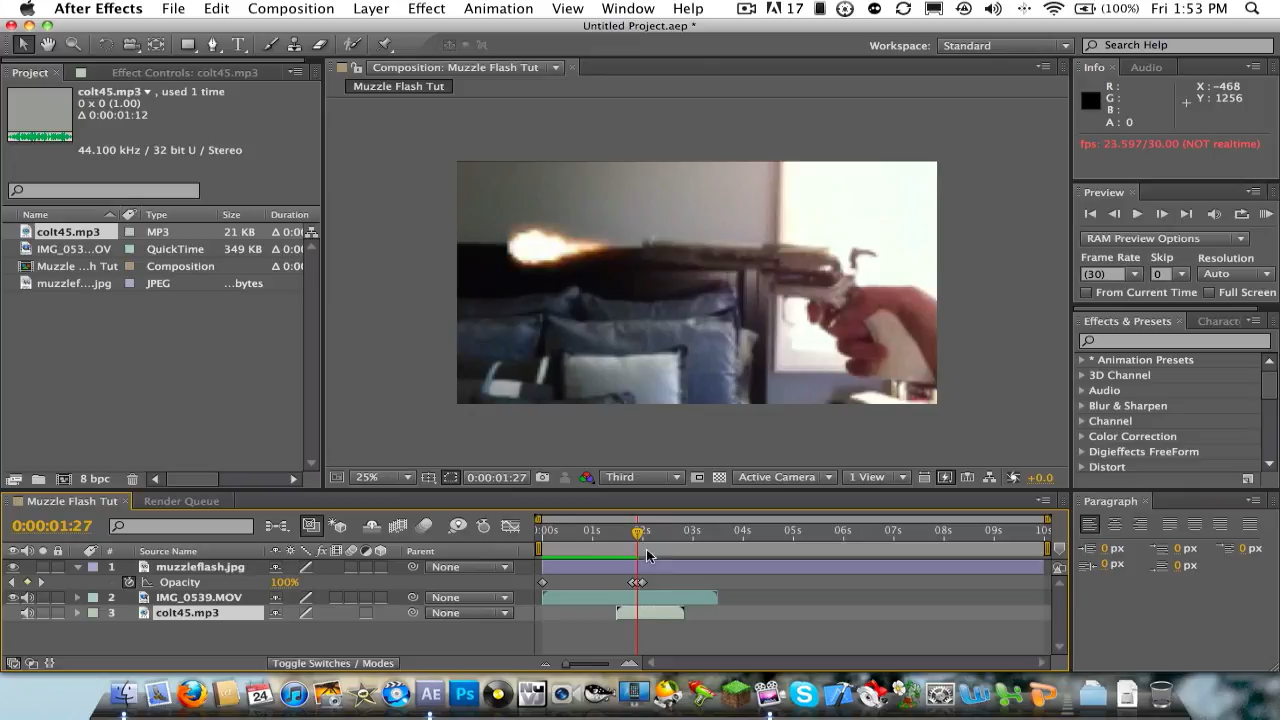 After Effects File Edit Composition Layer Effect Animation View Window Help 17 (100%) Fri 1:53 PM
Untitled Project.aep *
Workspace: Standard Search Help
Project Effect Controls: colt45.mp3 Composition: Muzzle Flash Tut Info Audio
Muzzle Flash Tut
colt45.mp3 , used 1 time
0 x 0 (1.00)
Δ 0:00:01:12
44.100 kHz / 32 bit U / Stereo
R: X: -468
G: Y: 1256
B:
A: 0
fps: 23.597/30.00 (NOT realtime)
Name Type Size Duration
colt45.mp3 MP3 21 KB 0:00
IMG_053...OV QuickTime 349 KB 0:00
Muzzle ...h Tut Composition 0:00
muzzlef....jpg JPEG ...bytes
Preview
RAM Preview Options
Frame Rate Skip Resolution
(30) 0 Auto
From Current Time Full Screen
Effects & Presets Charact
* Animation Presets
3D Channel
Audio
Blur & Sharpen
Channel
Color Correction
Digieffects FreeForm
Distort
8 bpc
25% 0:00:01:27 Third Active Camera 1 View +0.0
Muzzle Flash Tut Render Queue
0:00:01:27
:00s 01s 02s 03s 04s 05s 06s 07s 08s 09s 10s
# Source Name Parent
1 muzzleflash.jpg None
Opacity 100%
2 IMG_0539.MOV None
3 colt45.mp3 None
Toggle Switches / Modes
Paragraph
0 px 0 px 0 px
0 px 0 px
24
AE Ps